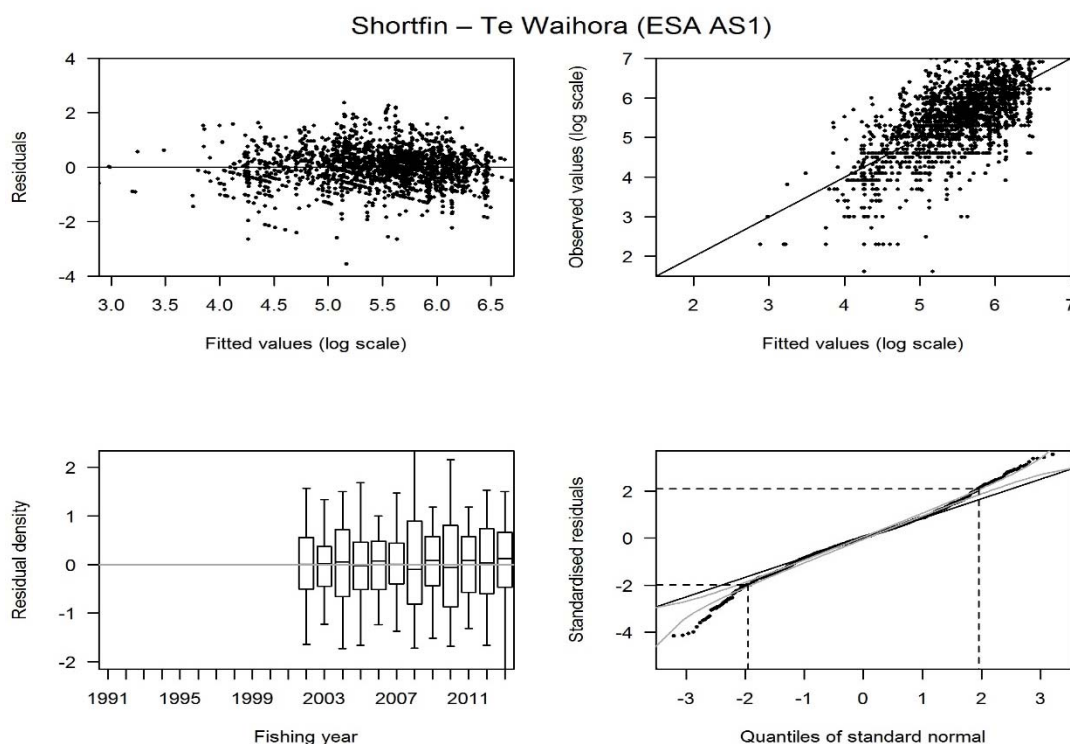 Shortfin – Te Waihora (ESA AS1)
4
2
0
-2
-4
Residuals
3.0 3.5 4.0 4.5 5.0 5.5 6.0 6.5
Fitted values (log scale)
7
6
5
4
3
2
Observed values (log scale)
2 3 4 5 6 7
Fitted values (log scale)
2
1
0
-1
-2
Residual density
1991 1995 1999 2003 2007 2011
Fishing year
2
0
-2
-4
Standardised residuals
-3 -2 -1 0 1 2 3
Quantiles of standard normal